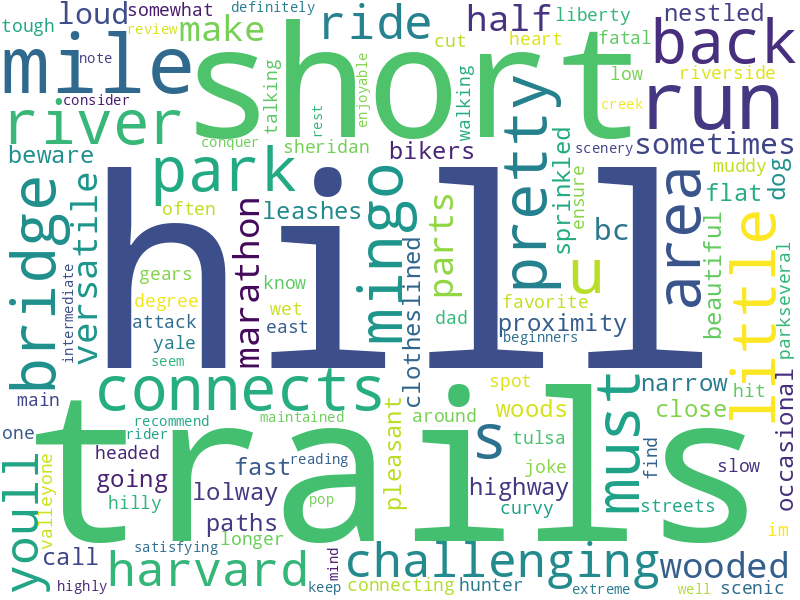 tough
loud
somewhat
definitely
review
make
ride
half
liberty
nestled
cut
heart
fatal
back
note
mile
short
talking
walking
low
riverside
run
consider
river
conquer
rest
enjoyable
sheridan
bikers
scenery
creek
sometimes
beware
park
pretty
sprinkled
ensure
muddy
dog
bridge
versatile
often
marathon
leashes
mingo
parts
u
bc
area
flat
beautiful
little
parkseveral
intermediate
hill
gears
know
degree
wet
attack
east
yale
seem
dad
clotheslined
favorite
proximity
beginners
main
connects
around
spot
woods
must
narrow
close
hit
occasional
one
recommend
rider
maintained
headed
trails
s
tulsa
find
youll
valleyone
going
fast
reading
pleasant
joke
slow
hilly
lolway
pop
highway
curvy
streets
im
paths
longer
call
satisfying
challenging
wooded
highly
harvard
mind
keep
connecting
hunter
extreme
well
scenic